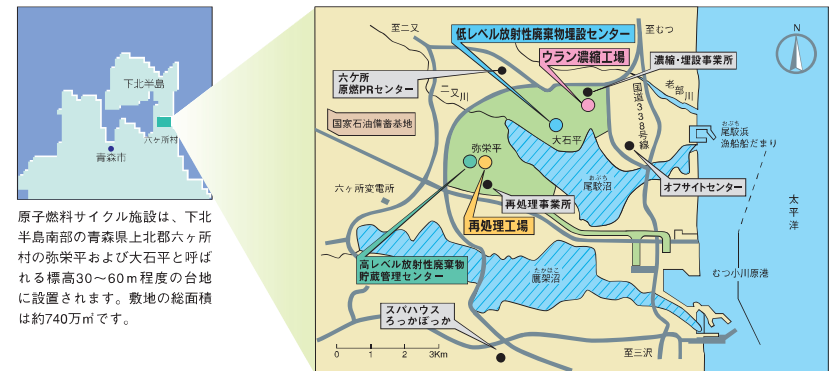 下北半島
六ヶ所村
青森市
原子燃料サイクル施設は、下北
半島南部の青森県上北郡六ヶ所
村の弥栄平および大石平と呼ば
れる標高30〜60m程度の台地
に設置されます。敷地の総面積
は約740万㎡です。
至二又
低レベル放射性廃棄物埋設センター
至むつ
N
ウラン濃縮工場
濃縮・埋設事業所
六ケ所
原燃PRセンター
二又川
老部川
国道338号線
国家石油備蓄基地
おぶち
尾駮浜
漁船船だまり
弥栄平
大石平
おぶち
尾駮沼
オフサイトセンター
六ヶ所変電所
再処理事業所
再処理工場
太平洋
高レベル放射性廃棄物
貯蔵管理センター
たかほこ
鷹架沼
むつ小川原港
スパハウス
ろっかぽっか
0 1 2 3Km
至三沢